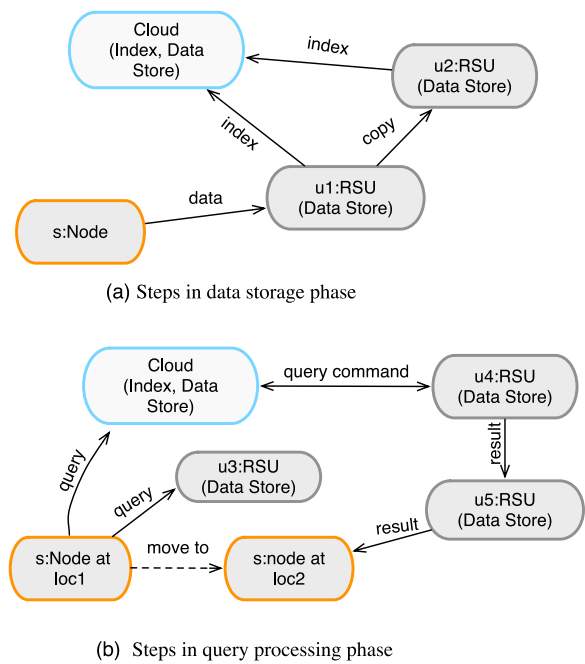 Cloud
(Index, Data
Store)
index
u2:RSU
(Data Store)
index
copy
u1:RSU
(Data Store)
data
s:Node
(a) Steps in data storage phase
Cloud
(Index, Data
Store)
query command
u4:RSU
(Data Store)
result
query
query
u3:RSU
(Data Store)
u5:RSU
(Data Store)
result
s:Node at
loc1
move to
s:node at
loc2
(b) Steps in query processing phase